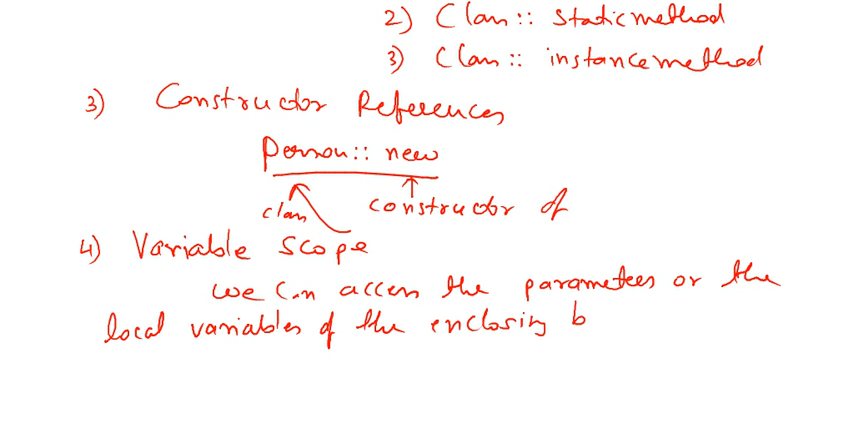 2) Class :: staticmethod
3) Class :: instancemethod
3) Constructor References
Person :: new
class constructor of
4) Variable Scope
we can access the parameters or the
local variables of the enclosing b